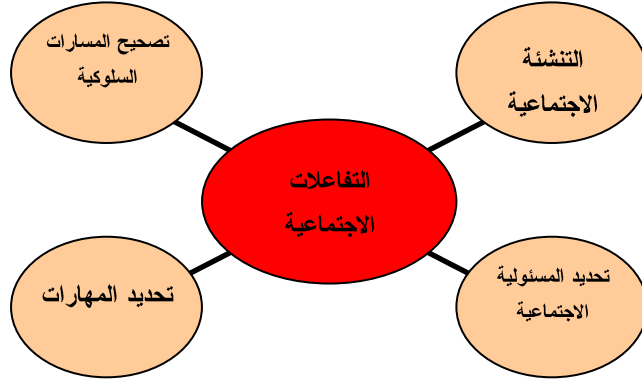 التنشئة
الاجتماعية
تصحيح المسارات
السلوكية
التفاعلات
الاجتماعية
تحديد المسئولية
الاجتماعية
تحديد المهارات